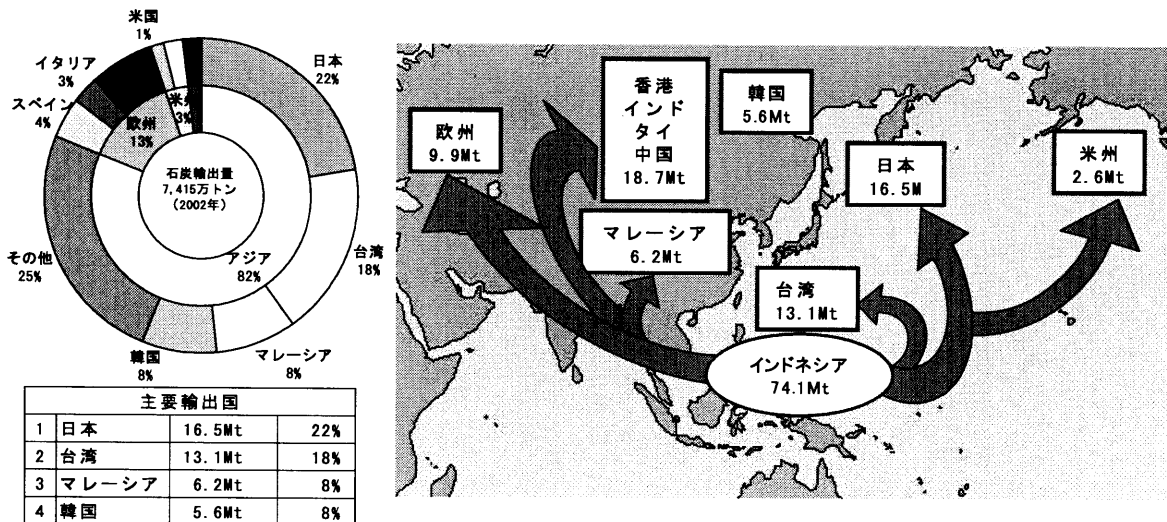 米国
1%
イタリア
3%
スペイン
4%
欧州
13%
米州
3%
日本
22%
石炭輸出量
7,415万トン
(2002年)
その他
25%
アジア
82%
台湾
18%
韓国
8%
マレーシア
8%
主要輸出国
1 日本 16.5Mt 22%
2 台湾 13.1Mt 18%
3 マレーシア 6.2Mt 8%
4 韓国 5.6Mt 8%
欧州
9.9Mt
香港
インド
タイ
中国
18.7Mt
韓国
5.6Mt
日本
16.5M
米州
2.6Mt
マレーシア
6.2Mt
台湾
13.1Mt
インドネシア
74.1Mt